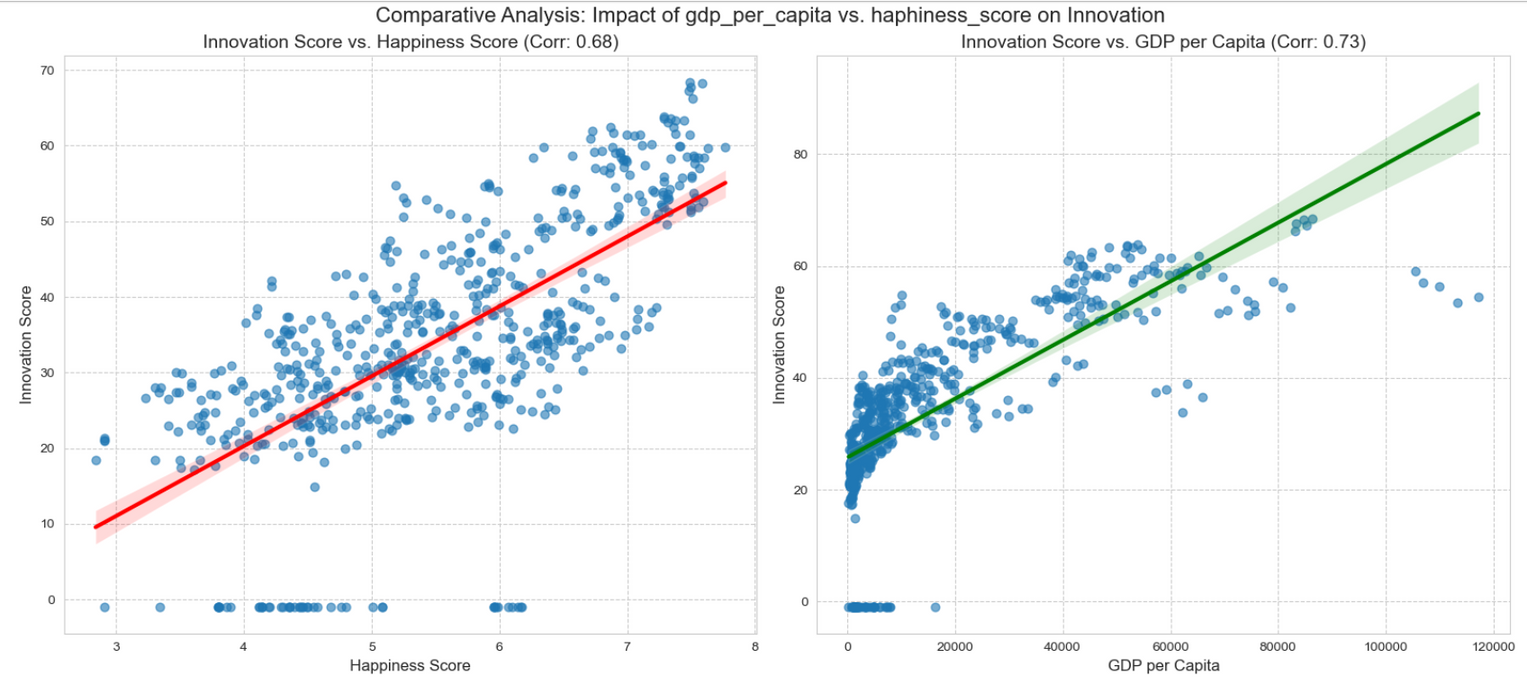 Comparative Analysis: Impact of gdp_per_capita vs. haphiness_score on Innovation
Innovation Score vs. Happiness Score (Corr: 0.68)
70
60
50
40
30
20
10
0
Innovation Score
3 4 5 6 7 8
Happiness Score
Innovation Score vs. GDP per Capita (Corr: 0.73)
80
60
40
20
0
Innovation Score
0 20000 40000 60000 80000 100000 120000
GDP per Capita